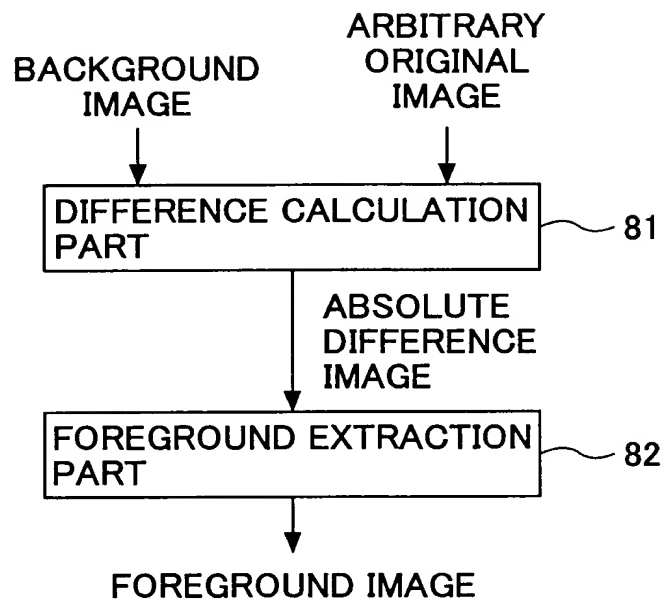 BACKGROUND
IMAGE
ARBITRARY
ORIGINAL
IMAGE
DIFFERENCE CALCULATION
PART
81
ABSOLUTE
DIFFERENCE
IMAGE
FOREGROUND EXTRACTION
PART
82
FOREGROUND IMAGE